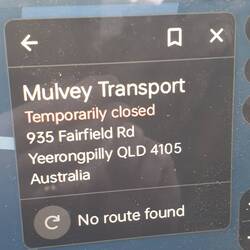 Mulvey Transport
Temporarily closed
935 Fairfield Rd
Yeerongpilly QLD 4105
Australia
No route found